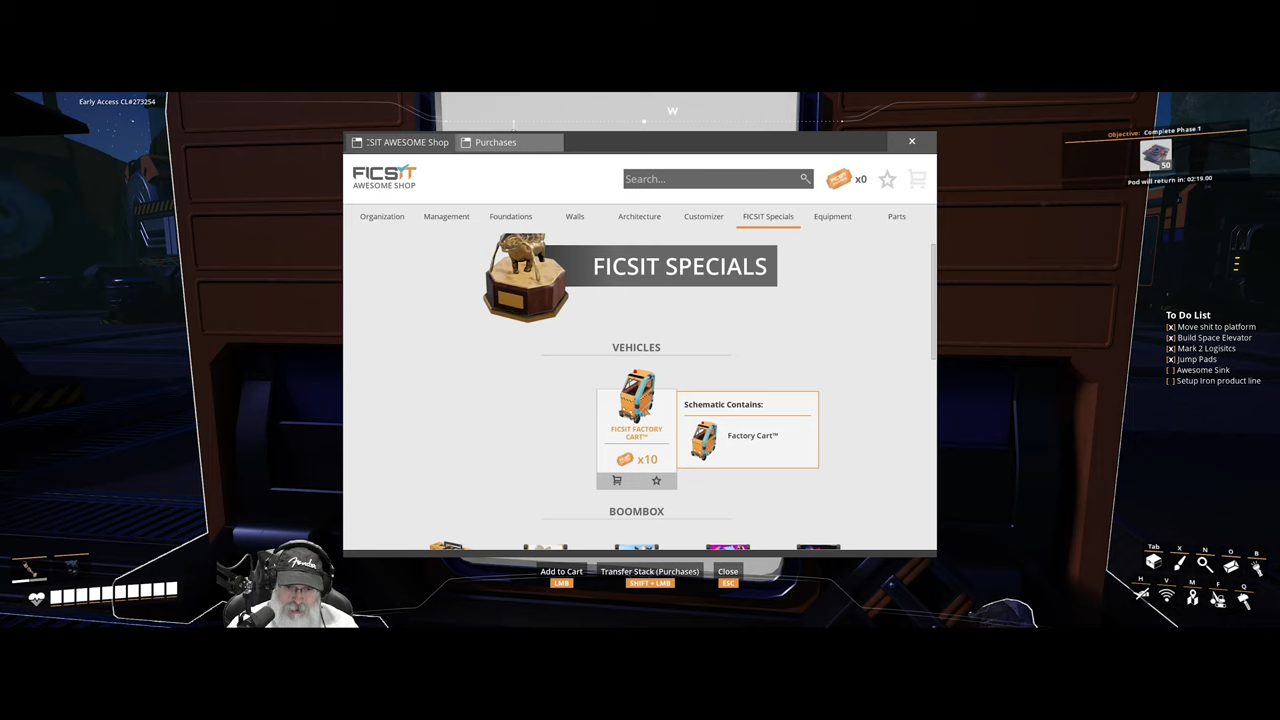 Early Access CL#273254
W
Objective: Complete Phase 1
50
Pod will return in: 02:19.00
:SIT AWESOME Shop
Purchases
FICSIT
AWESOME SHOP
Search...
x0
Organization
Management
Foundations
Walls
Architecture
Customizer
FICSIT Specials
Equipment
Parts
FICSIT SPECIALS
VEHICLES
FICSIT FACTORY
CART™
x10
Schematic Contains:
Factory Cart™
BOOMBOX
To Do List
[x] Move shit to platform
[x] Build Space Elevator
[x] Mark 2 Logisitcs
[x] Jump Pads
[ ] Awesome Sink
[ ] Setup Iron product line
Add to Cart
LMB
Transfer Stack (Purchases)
SHIFT + LMB
Close
ESC
Fender
Tab X N O B
H V M F Q